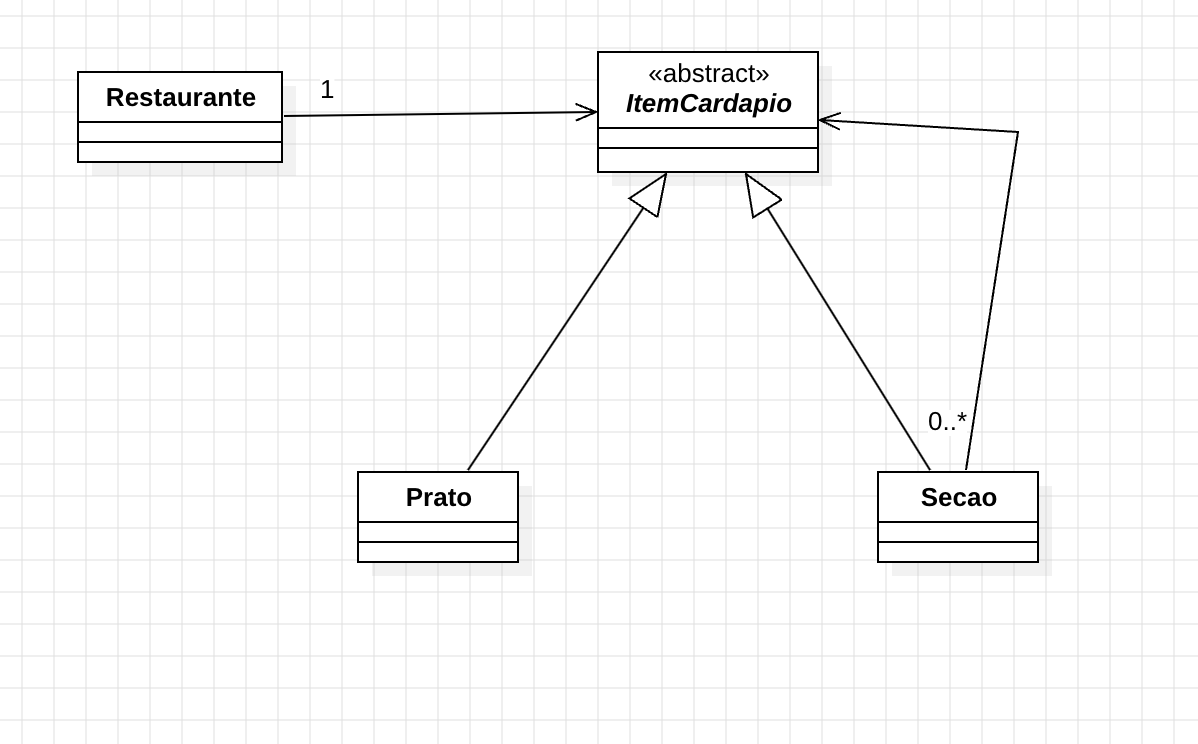 Restaurante
1
«abstract»
ItemCardapio
0..*
Prato
Secao